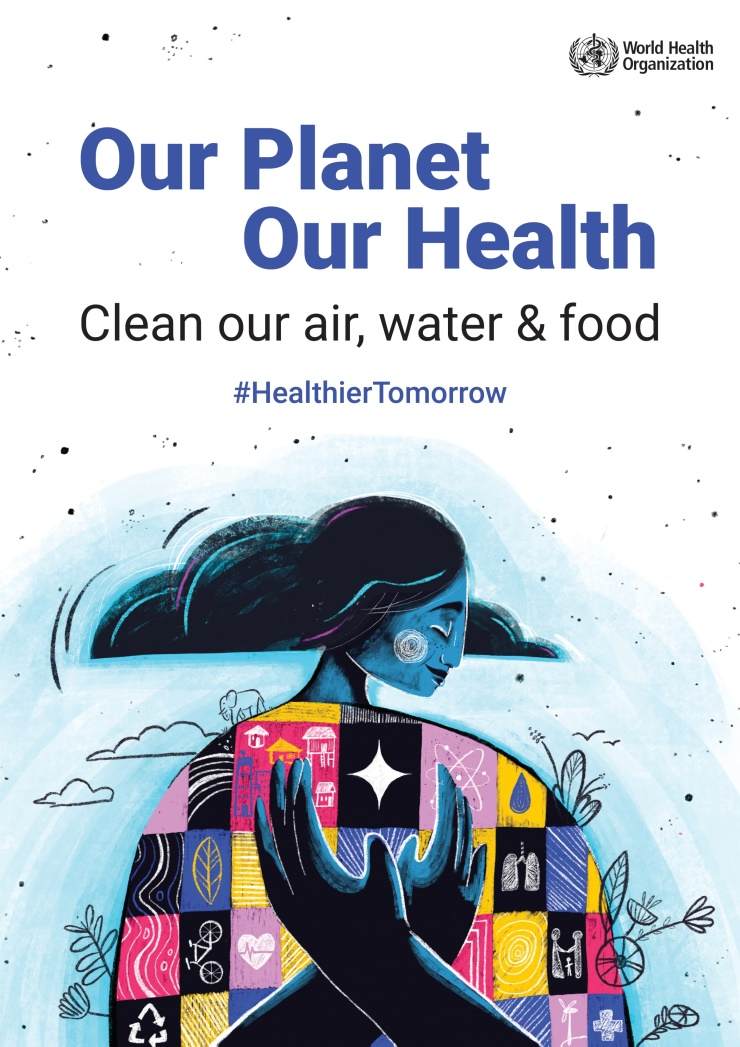 World Health
Organization
Our Planet
Our Health
Clean our air, water & food
#HealthierTomorrow